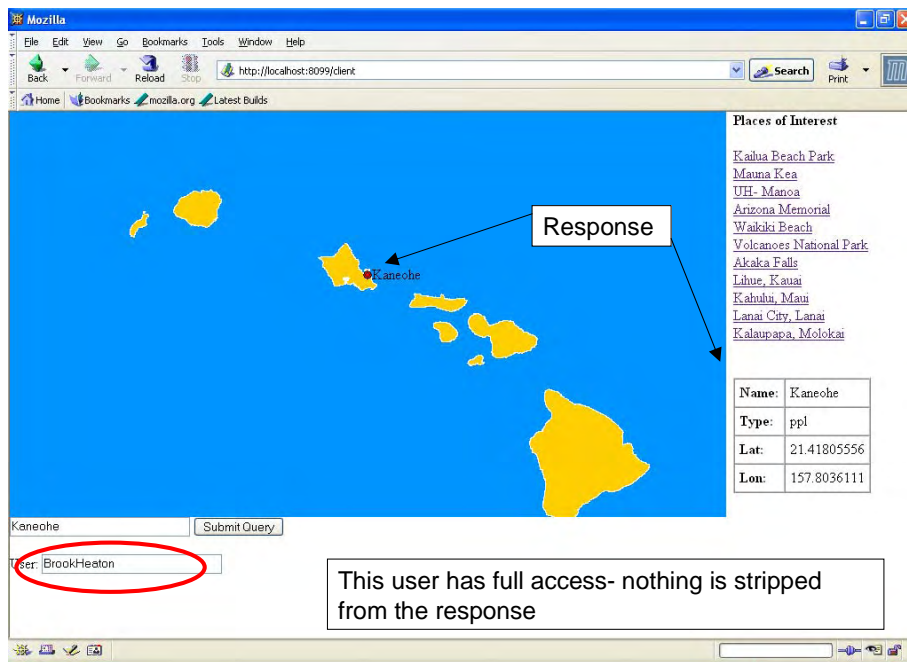 Mozilla
File Edit View Go Bookmarks Tools Window Help
Back Forward Reload Stop http://localhost:8099/client Search Print
Home Bookmarks mozilla.org Latest Builds
Places of Interest
Kailua Beach Park
Mauna Kea
UH- Manoa
Arizona Memorial
Waikiki Beach
Volcanoes National Park
Akaka Falls
Lihue, Kauai
Kahului, Maui
Lanai City, Lanai
Kalaupapa, Molokai
Response
Kaneohe
Name: Kaneohe
Type: ppl
Lat: 21.41805556
Lon: 157.8036111
Kaneohe Submit Query
User: BrookHeaton
This user has full access- nothing is stripped
from the response